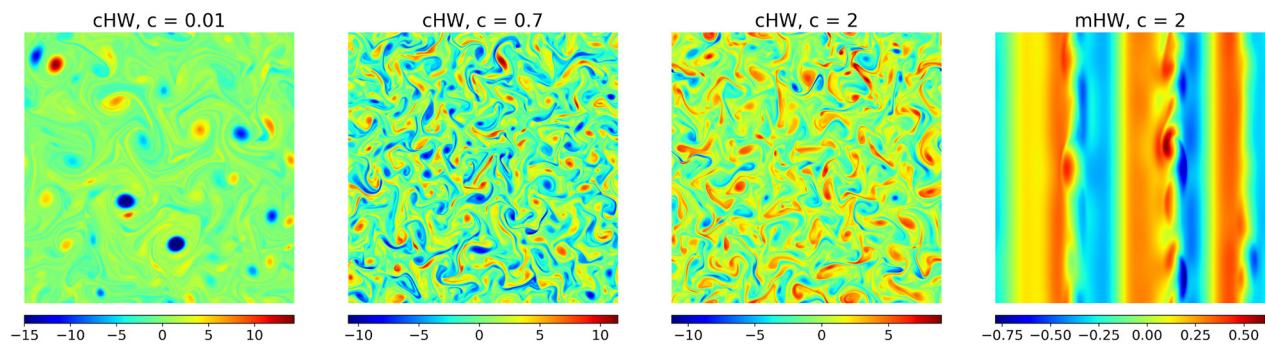 cHW, c = 0.01
cHW, c = 0.7
cHW, c = 2
mHW, c = 2
−15 −10 −5 0 5 10
−10 −5 0 5 10
−10 −5 0 5
−0.75 −0.50 −0.25 0.00 0.25 0.50